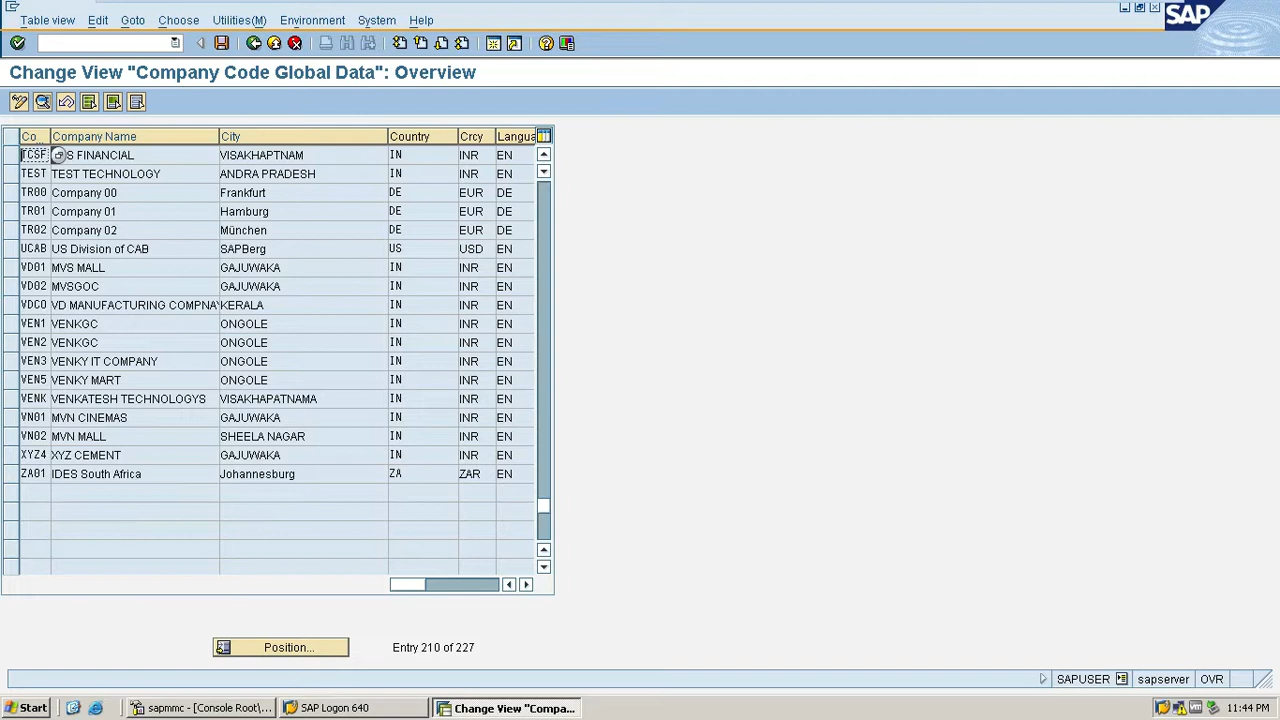 Table view Edit Goto Choose Utilities(M) Environment System Help
SAP
Change View "Company Code Global Data": Overview
Co... Company Name City Country Crcy Langua
TCSF S FINANCIAL VISAKHAPTNAM IN INR EN
TEST TEST TECHNOLOGY ANDRA PRADESH IN INR EN
TR00 Company 00 Frankfurt DE EUR DE
TR01 Company 01 Hamburg DE EUR DE
TR02 Company 02 München DE EUR DE
UCAB US Division of CAB SAPBerg US USD EN
VD01 MVS MALL GAJUWAKA IN INR EN
VD02 MVSGOC GAJUWAKA IN INR EN
VDCO VD MANUFACTURING COMPNA KERALA IN INR EN
VEN1 VENKGC ONGOLE IN INR EN
VEN2 VENKGC ONGOLE IN INR EN
VEN3 VENKY IT COMPANY ONGOLE IN INR EN
VEN5 VENKY MART ONGOLE IN INR EN
VENK VENKATESH TECHNOLOGYS VISAKHAPATNAMA IN INR EN
VN01 MVN CINEMAS GAJUWAKA IN INR EN
VN02 MVN MALL SHEELA NAGAR IN INR EN
XYZ4 XYZ CEMENT GAJUWAKA IN INR EN
ZA01 IDES South Africa Johannesburg ZA ZAR EN
Position... Entry 210 of 227
SAPUSER sapserver OVR
Start sapmmc - [Console Root\... SAP Logon 640 Change View "Compa... 11:44 PM